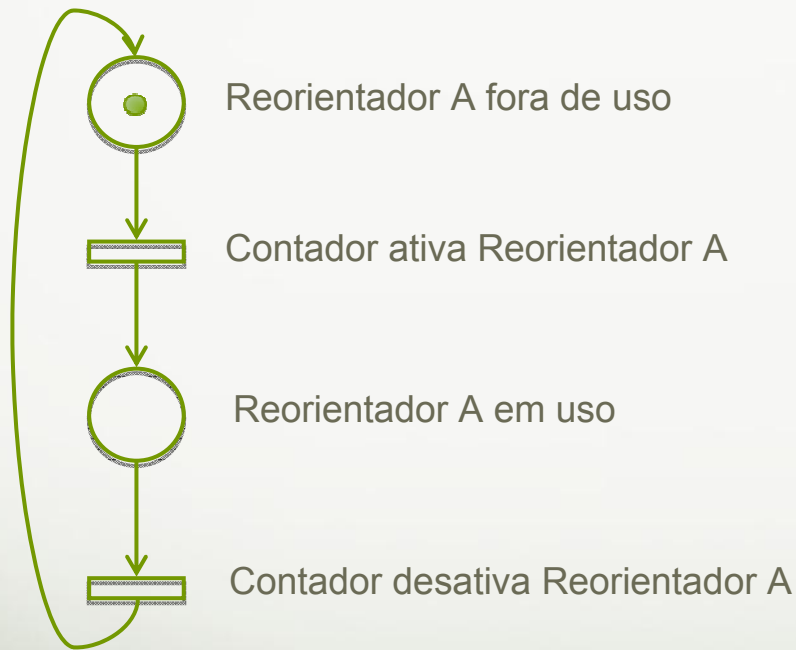 Reorientador A fora de uso
Contador ativa Reorientador A
Reorientador A em uso
Contador desativa Reorientador A